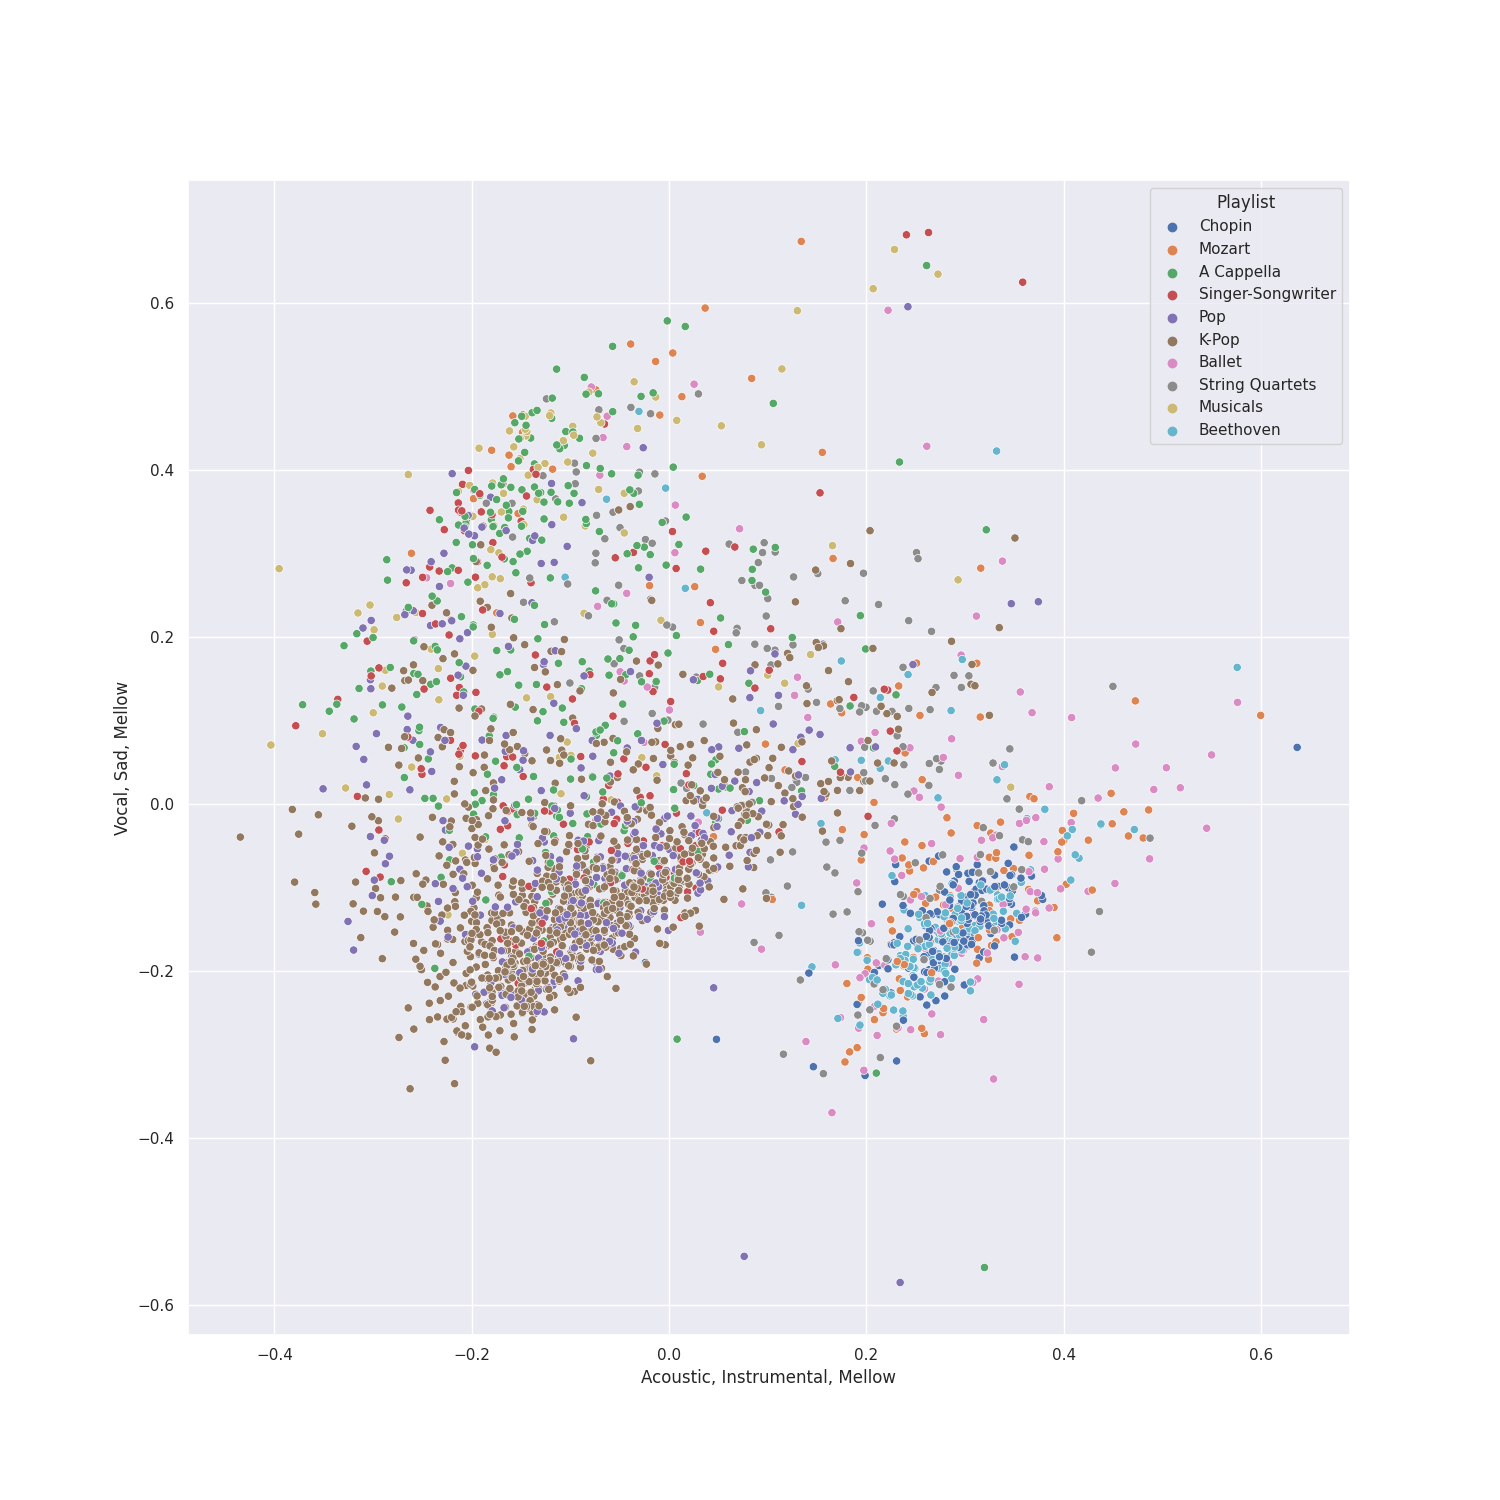 Playlist
Chopin
Mozart
A Cappella
Singer-Songwriter
Pop
K-Pop
Ballet
String Quartets
Musicals
Beethoven
0.6
0.4
0.2
0.0
−0.2
−0.4
−0.6
Vocal, Sad, Mellow
−0.4 −0.2 0.0 0.2 0.4 0.6
Acoustic, Instrumental, Mellow